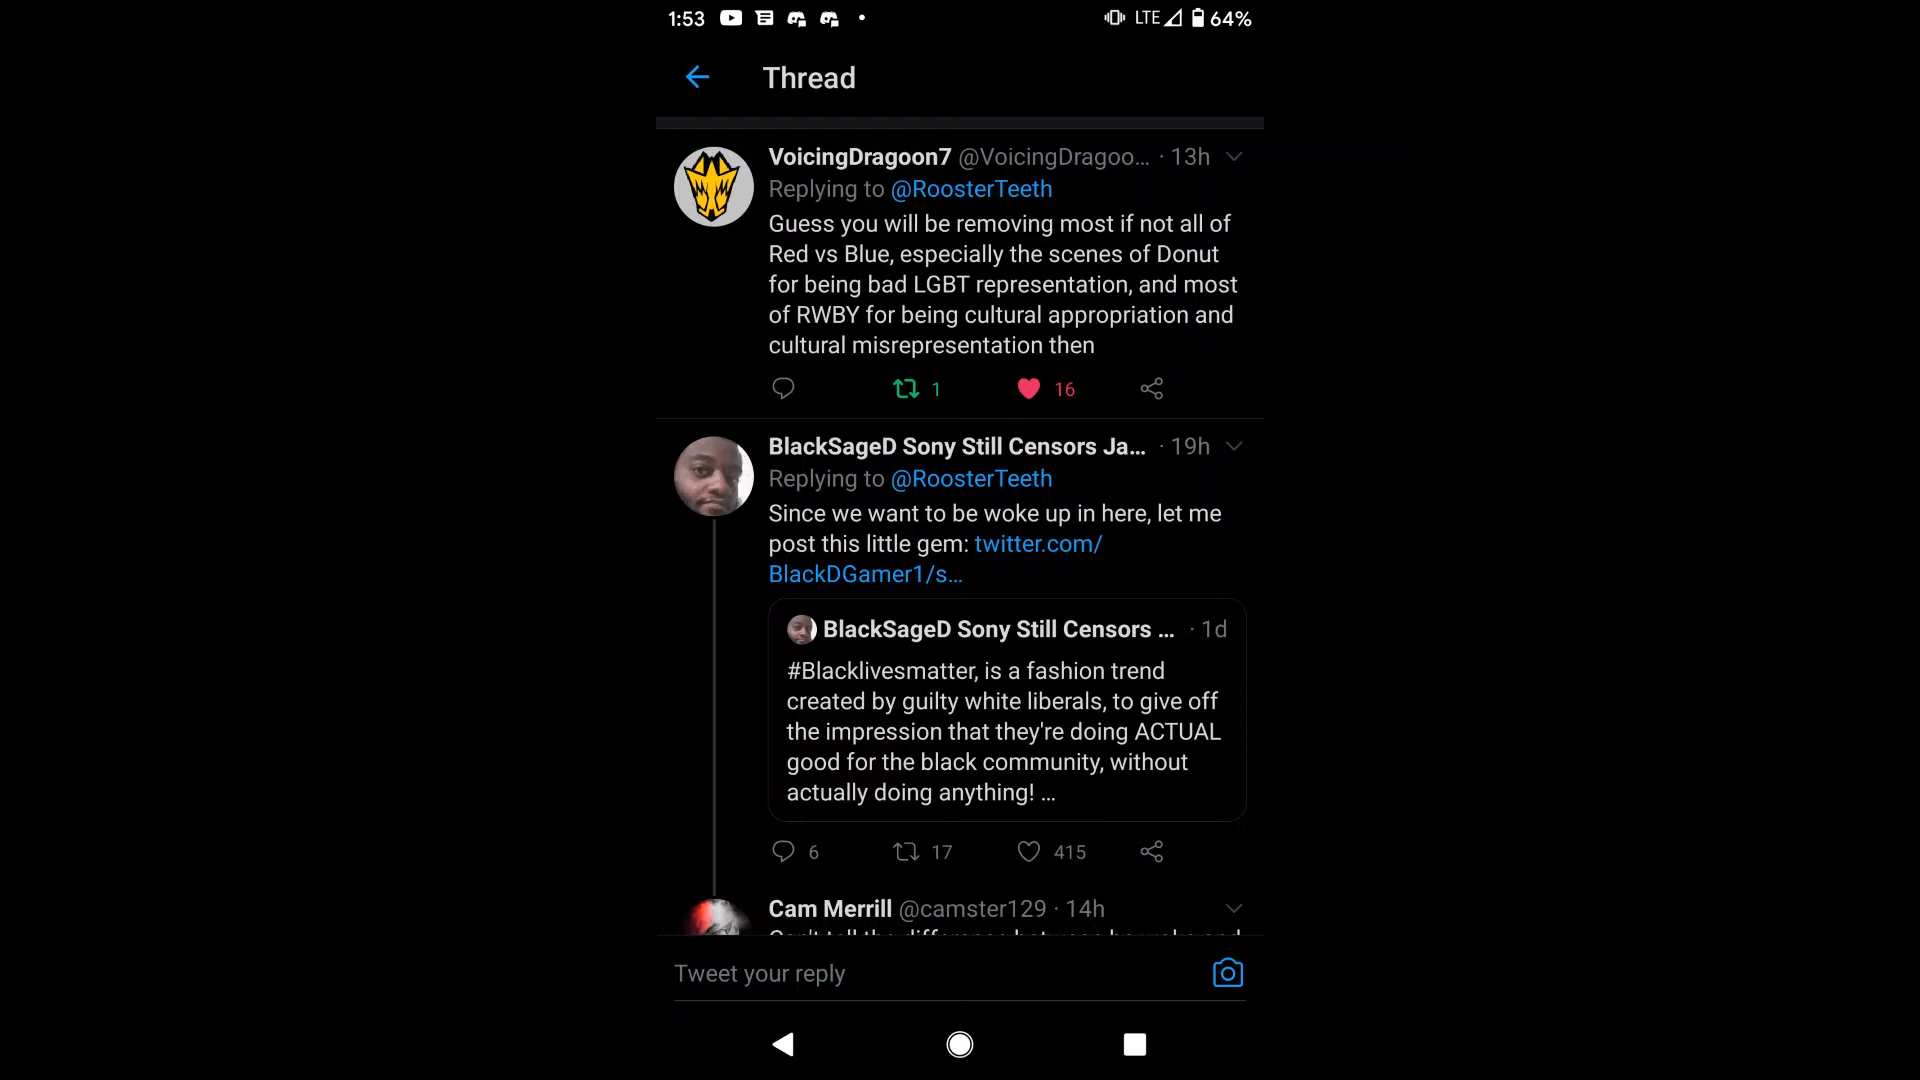 1:53 LTE 64%
Thread
VoicingDragoon7 @VoicingDragoo... · 13h
Replying to @RoosterTeeth
Guess you will be removing most if not all of
Red vs Blue, especially the scenes of Donut
for being bad LGBT representation, and most
of RWBY for being cultural appropriation and
cultural misrepresentation then
1 16
BlackSageD Sony Still Censors Ja... · 19h
Replying to @RoosterTeeth
Since we want to be woke up in here, let me
post this little gem: twitter.com/
BlackDGamer1/s...
BlackSageD Sony Still Censors ... · 1d
#Blacklivesmatter, is a fashion trend
created by guilty white liberals, to give off
the impression that they're doing ACTUAL
good for the black community, without
actually doing anything! ...
6 17 415
Cam Merrill @camster129 · 14h
Can't tell the difference between
Tweet your reply